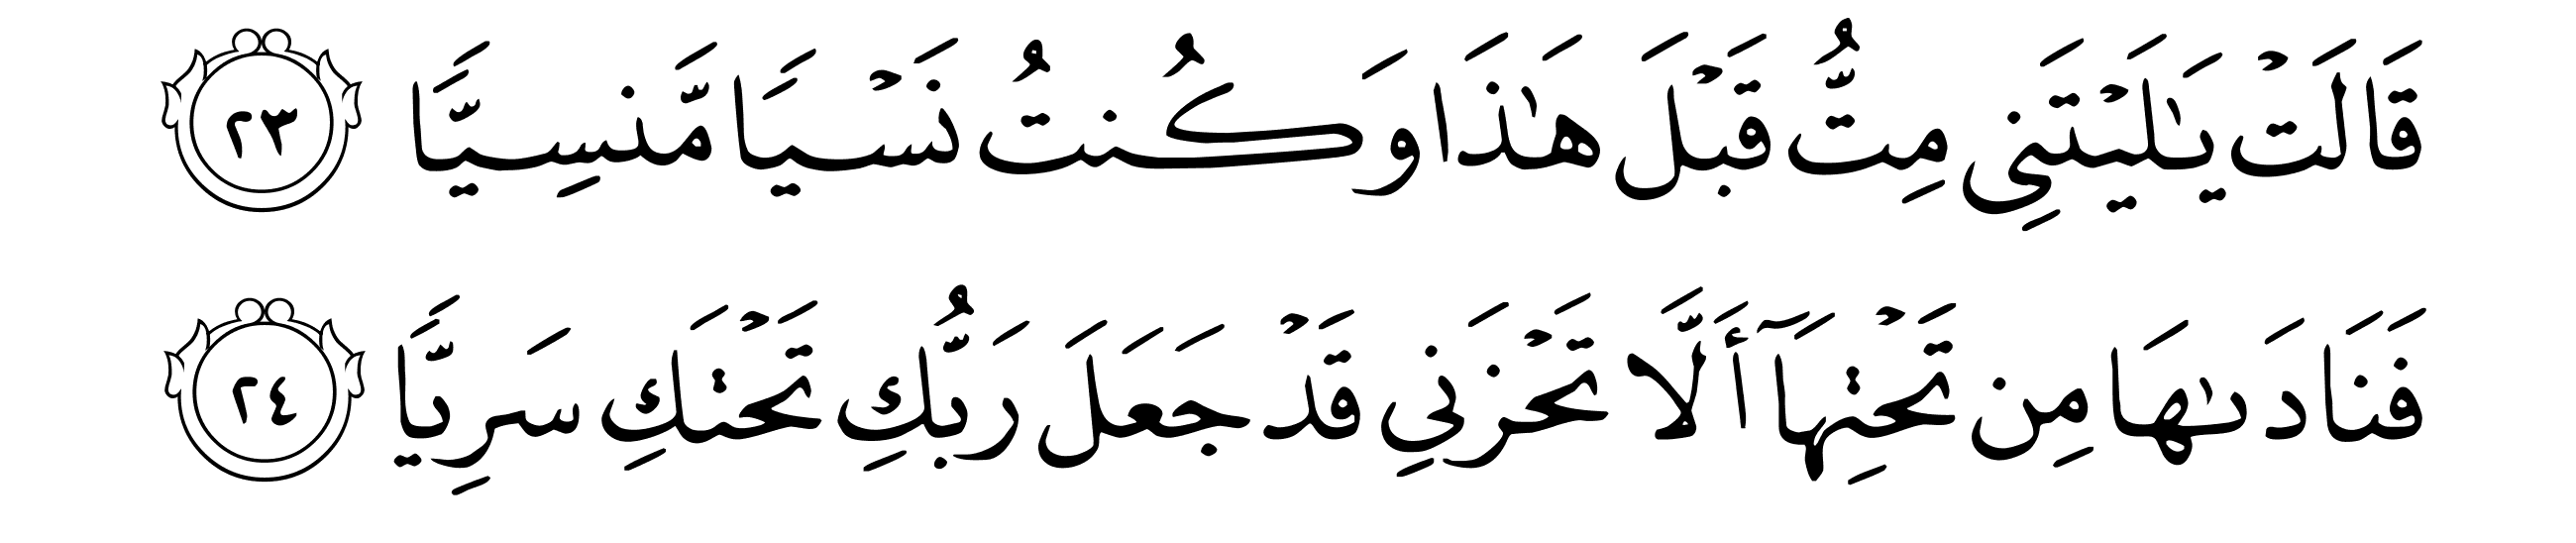 قَالَتْ يَـٰلَيْتَنِى مِتُّ قَبْلَ هَـٰذَا وَكُنتُ نَسْيًا مَّنسِيًّا ٢٣
فَنَادَىٰهَا مِن تَحْتِهَآ أَلَّا تَحْزَنِى قَدْ جَعَلَ رَبُّكِ تَحْتَكِ سَرِيًّا ٢٤